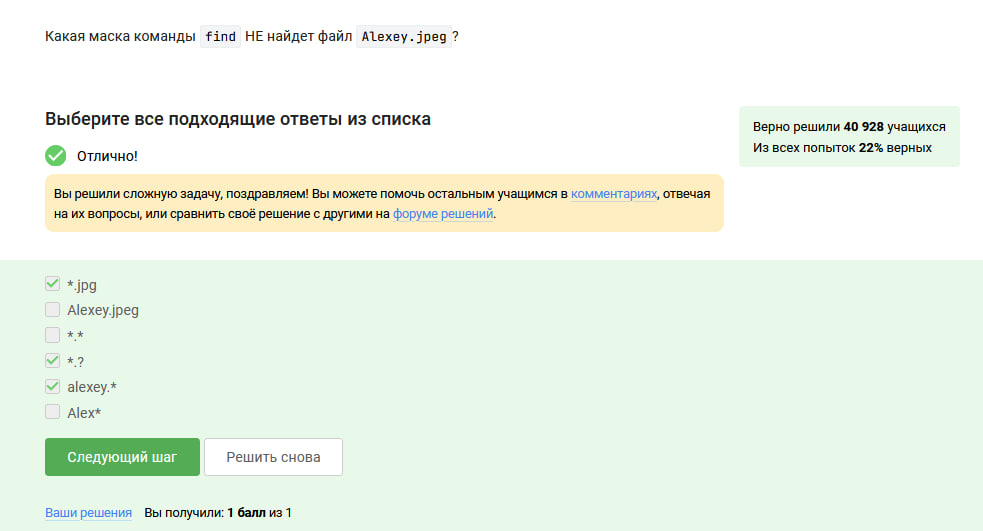 Какая маска команды find НЕ найдет файл Alexey.jpeg?
Выберите все подходящие ответы из списка
Верно решили 40 928 учащихся
Из всех попыток 22% верных
Отлично!
Вы решили сложную задачу, поздравляем! Вы можете помочь остальным учащимся в комментариях, отвечая
на их вопросы, или сравнить своё решение с другими на форуме решений.
*.jpg
Alexey.jpeg
*.*
*.?
alexey.*
Alex*
Следующий шаг Решить снова
Ваши решения Вы получили: 1 балл из 1